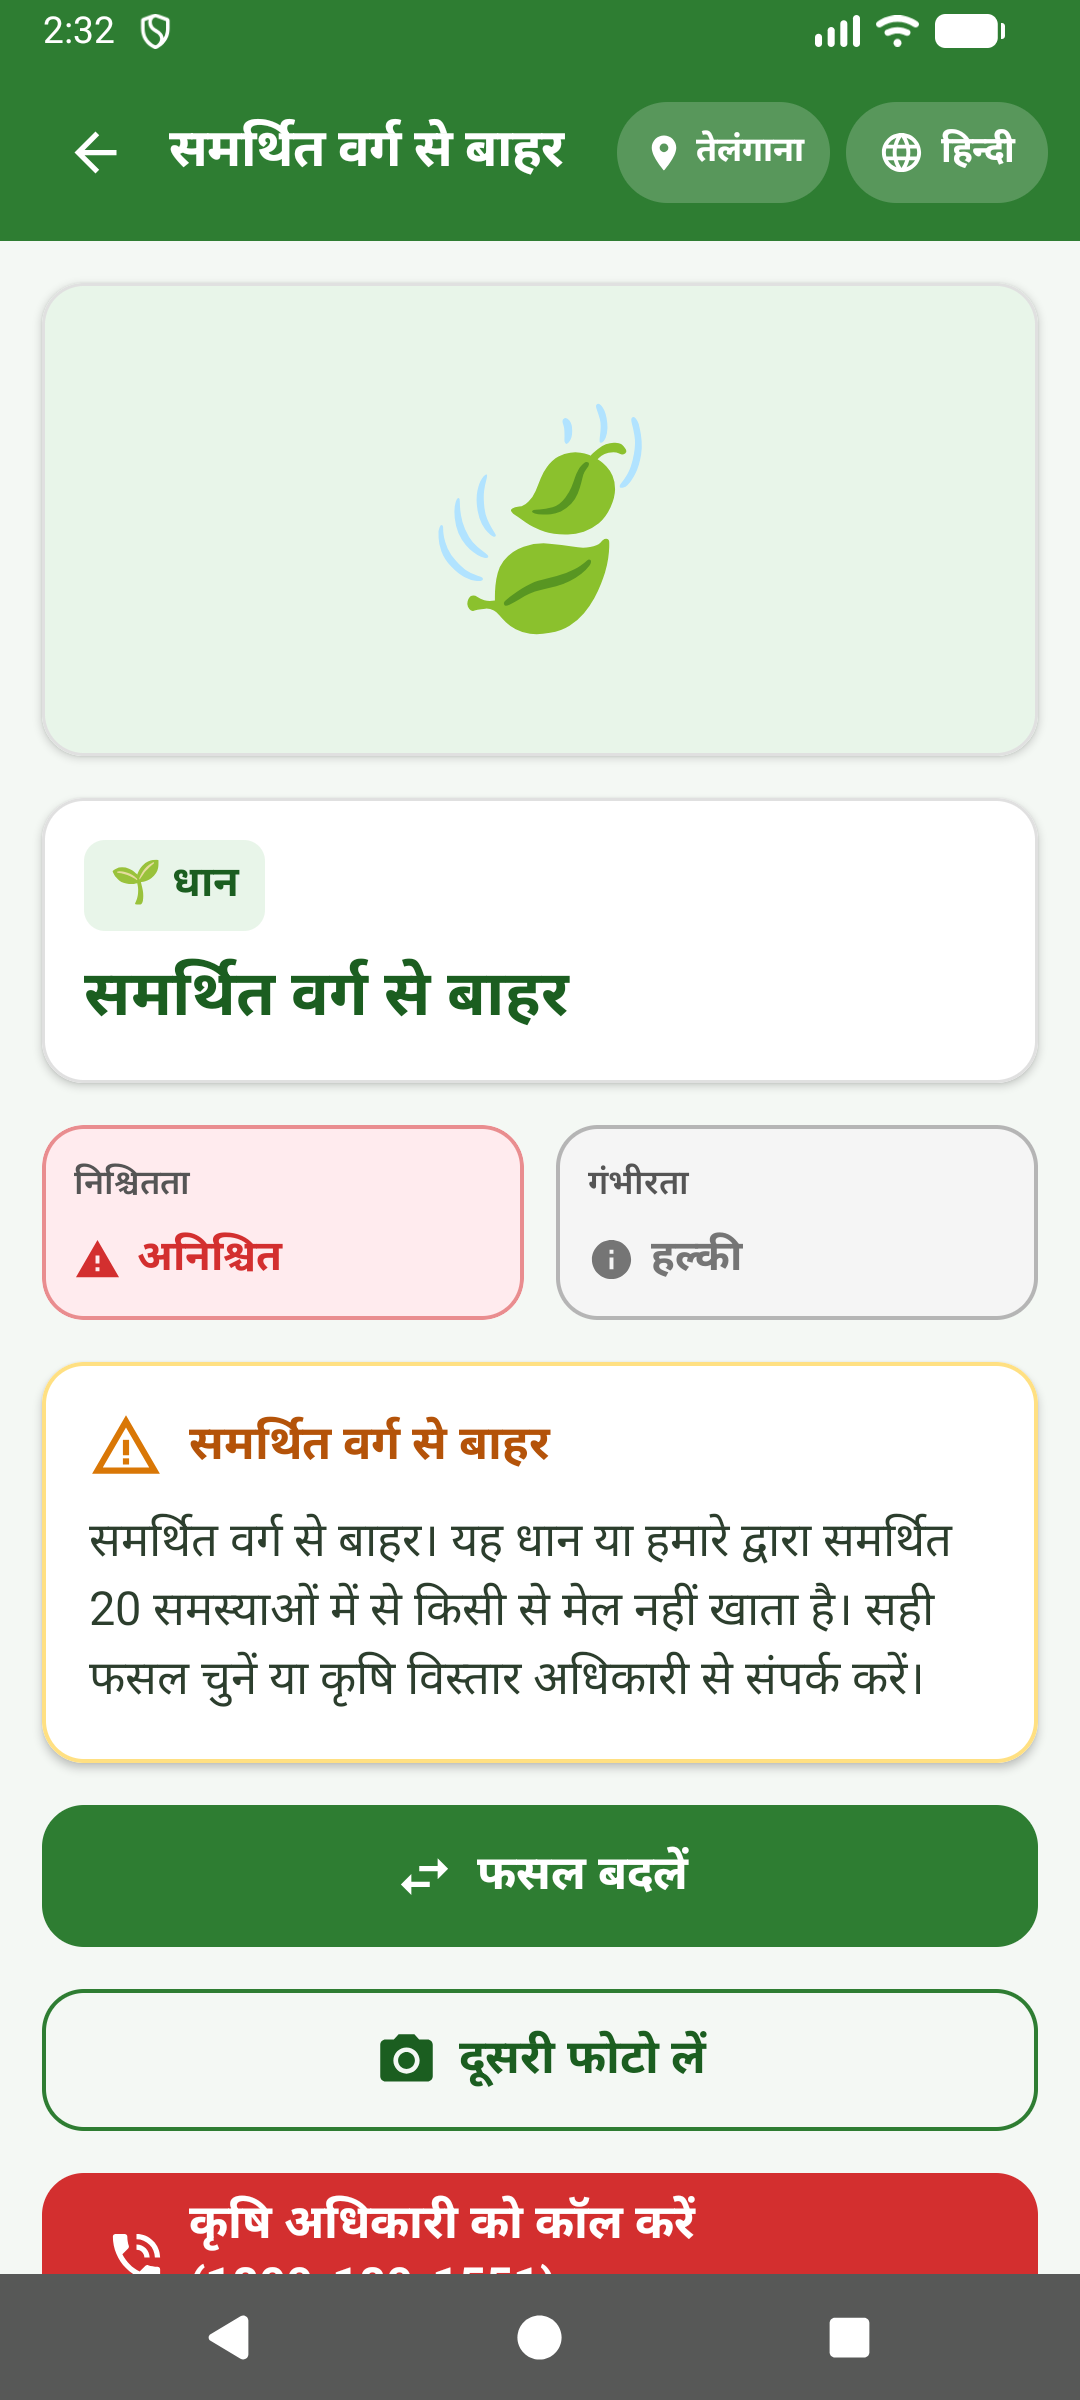 2:32
समर्थित वर्ग से बाहर
तेलंगाना
हिन्दी
धान
समर्थित वर्ग से बाहर
निश्चितता
गंभीरता
अनिश्चित
हल्की
समर्थित वर्ग से बाहर
समर्थित वर्ग से बाहर। यह धान या हमारे द्वारा समर्थित
20 समस्याओं में से किसी से मेल नहीं खाता है। सही
फसल चुनें या कृषि विस्तार अधिकारी से संपर्क करें।
फसल बदलें
दूसरी फोटो लें
कृषि अधिकारी को कॉल करें